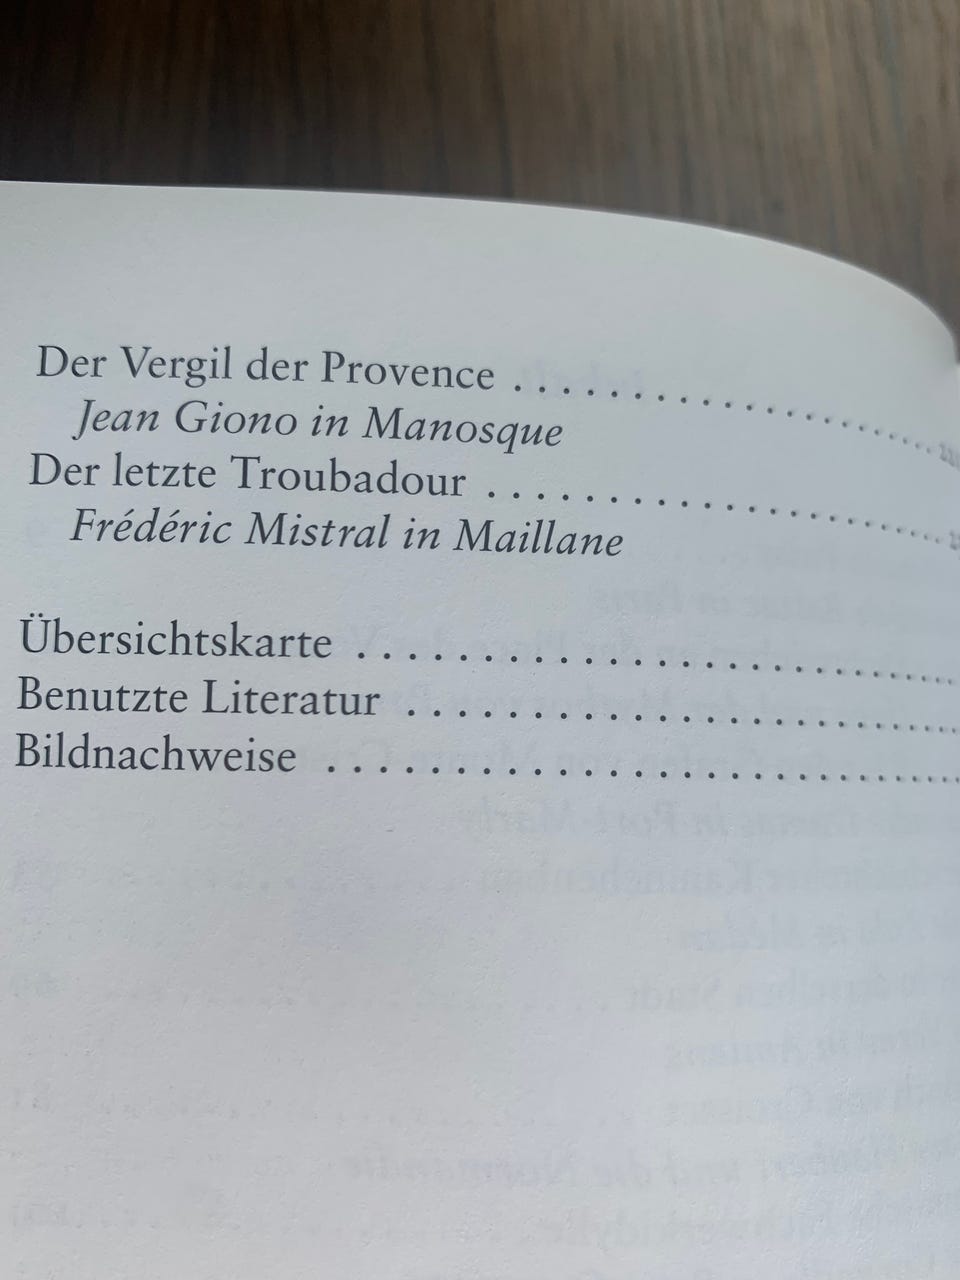 Der Vergil der Provence . . . . . . . . . . . . . . . . . . . . . . . .
Jean Giono in Manosque
Der letzte Troubadour . . . . . . . . . . . . . . . . . . . . . . . . .
Frédéric Mistral in Maillane
Übersichtskarte . . . . . . . . . . . . . . . . . . . . . . . . . . . . . .
Benutzte Literatur . . . . . . . . . . . . . . . . . . . . . . . . . . . .
Bildnachweise . . . . . . . . . . . . . . . . . . . . . . . . . . . . . . .